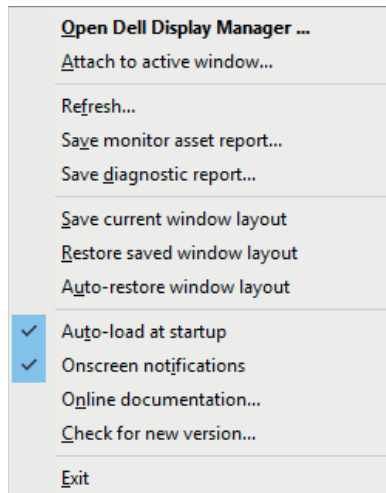 Open Dell Display Manager ...
Attach to active window...
Refresh...
Save monitor asset report...
Save diagnostic report...
Save current window layout
Restore saved window layout
Auto-restore window layout
Auto-load at startup
Onscreen notifications
Online documentation...
Check for new version...
Exit